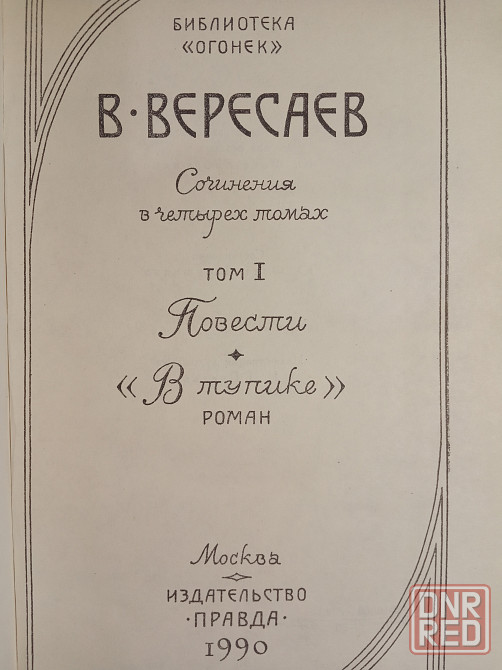 БИБЛИОТЕКА
«ОГОНЕК»
В·ВЕРЕСАЕВ
Сочинения
в четырех томах
ТОМ I
Повести
«В тупике»
РОМАН
Москва
ИЗДАТЕЛЬСТВО
·ПРАВДА·
1990
DNR
RED